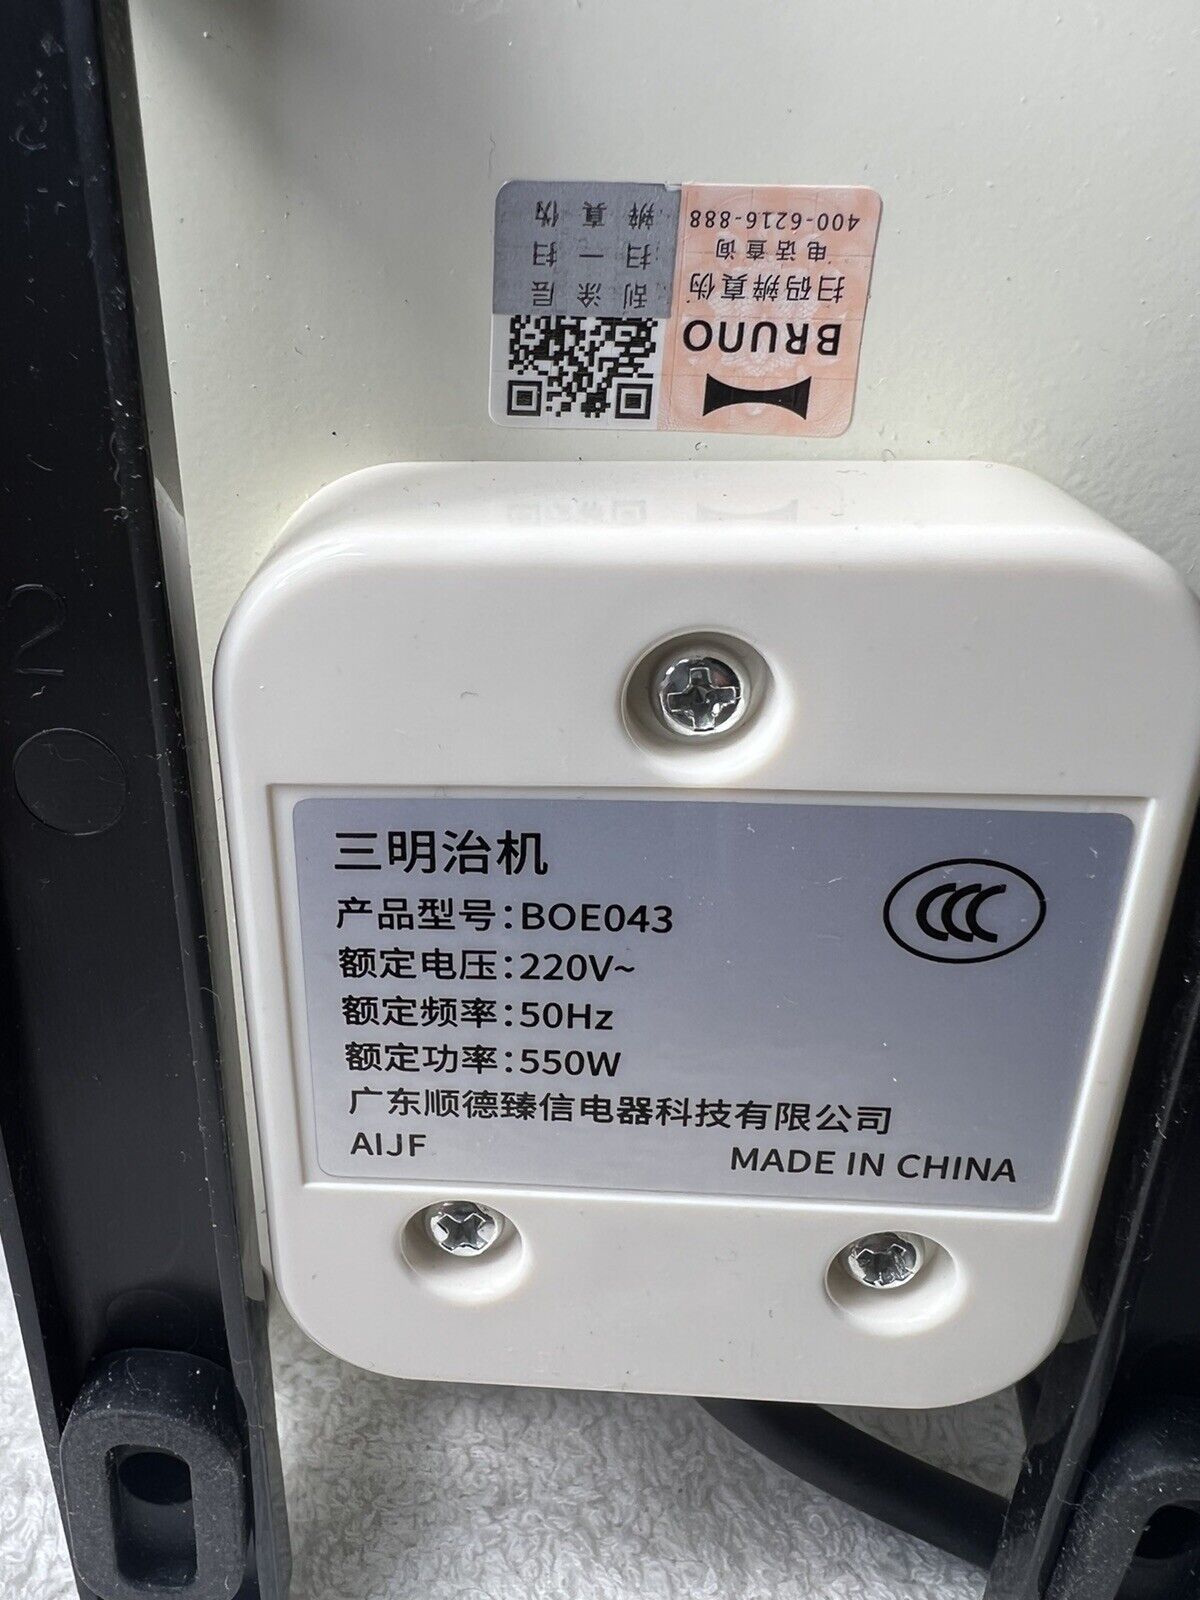 BRUNO
扫码辨真伪
电话查询
400-6216-888
刮涂层
扫一扫
辨真伪
2
三明治机
产品型号:BOE043
额定电压:220V~
额定频率:50Hz
额定功率:550W
广东顺德臻信电器科技有限公司
AIJF
MADE IN CHINA
CCC